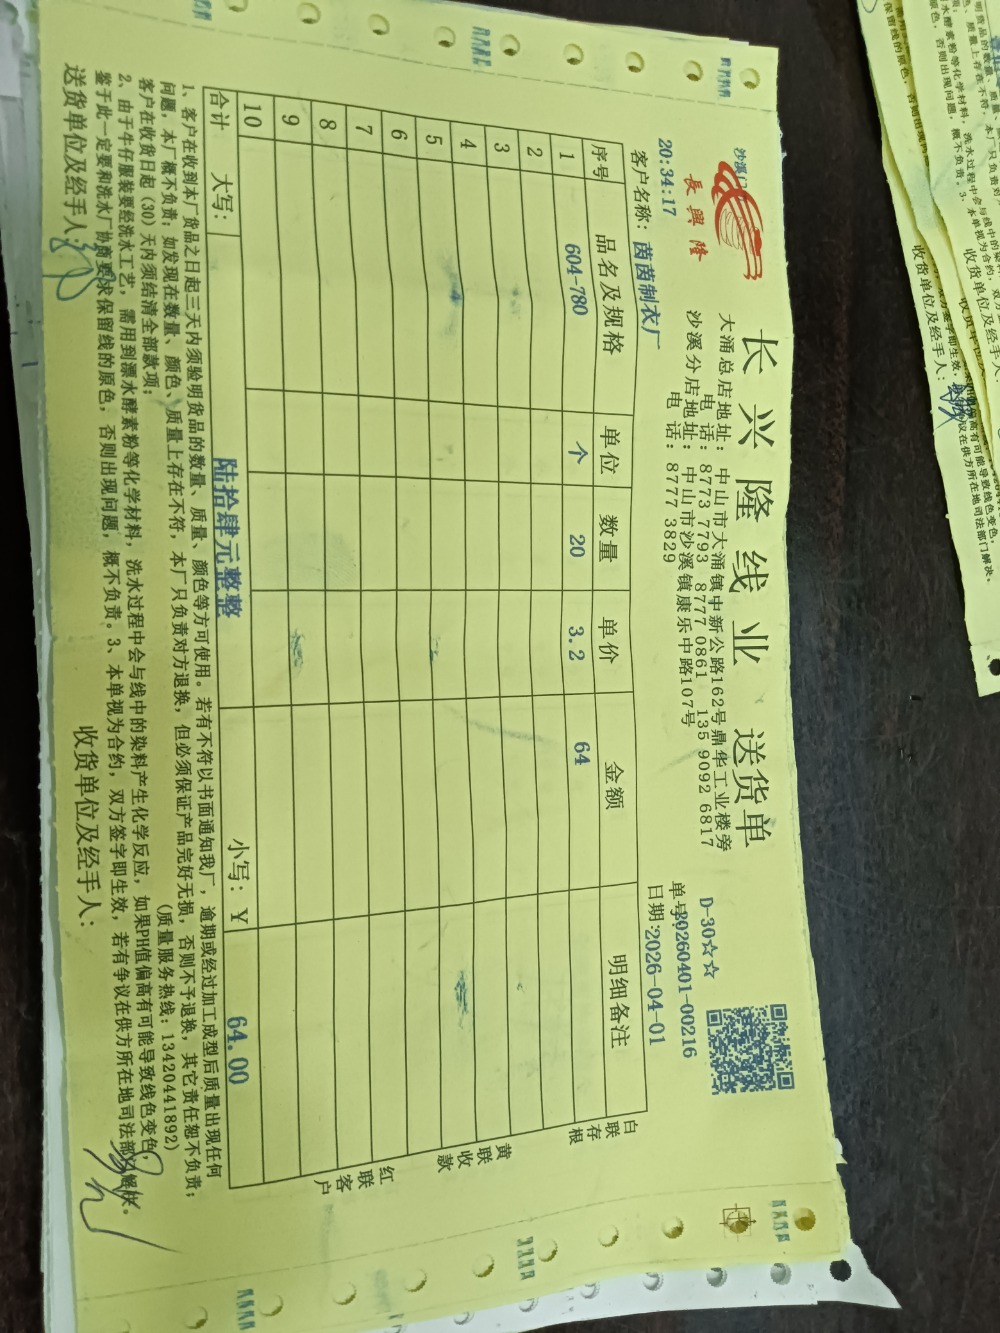 长兴隆线业 送货单
沙溪门
長興隆
大涌总店地址：中山市大涌镇中新公路162号鼎华工业楼旁
电 话：8773 7793 8777 0861 135 9092 6817
沙溪分店地址：中山市沙溪镇康乐中路107号
电 话：8777 3829
D-30☆☆
单号:20260401-00216
20:34:17
日期:2026-04-01
客户名称：茵茵制衣厂
序号 品名及规格 单位 数量 单价 金额 明细备注
1 604-780 个 20 3.2 64
2
3
4
5
6
7
8
9
10
合计 大写： 陆拾肆元整整 小写：￥ 64.00
白联存根
黄联收款
红联客户
1、客户在收到本厂货品之日起三天内须验明货品的数量、质量、颜色等方可使用。若有不符以书面通知我厂，逾期或经过加工成型后质量出现任何
问题，本厂概不负责；如发现在数量、颜色、质量上存在不符，本厂只负责对方退换，但必须保证产品完好无损，否则不予退换，其它责任恕不负责；
客户在收货日起（30）天内须结清全部款项； (质量服务热线：13420441892)
2、由于牛仔服装要经洗水工艺，需用到漂水酵素粉等化学材料，洗水过程中会与线中的染料产生化学反应，如果PH值偏高有可能导致线色变色，
鉴于此一定要和洗水厂协商要求保留线的原色，否则出现问题，概不负责。3、本单视为合约，双方签字即生效，若有争议在供方所在地司法部门解决。
送货单位及经手人：
收货单位及经手人：
收货单位及经手人：
收货单位及经手人：